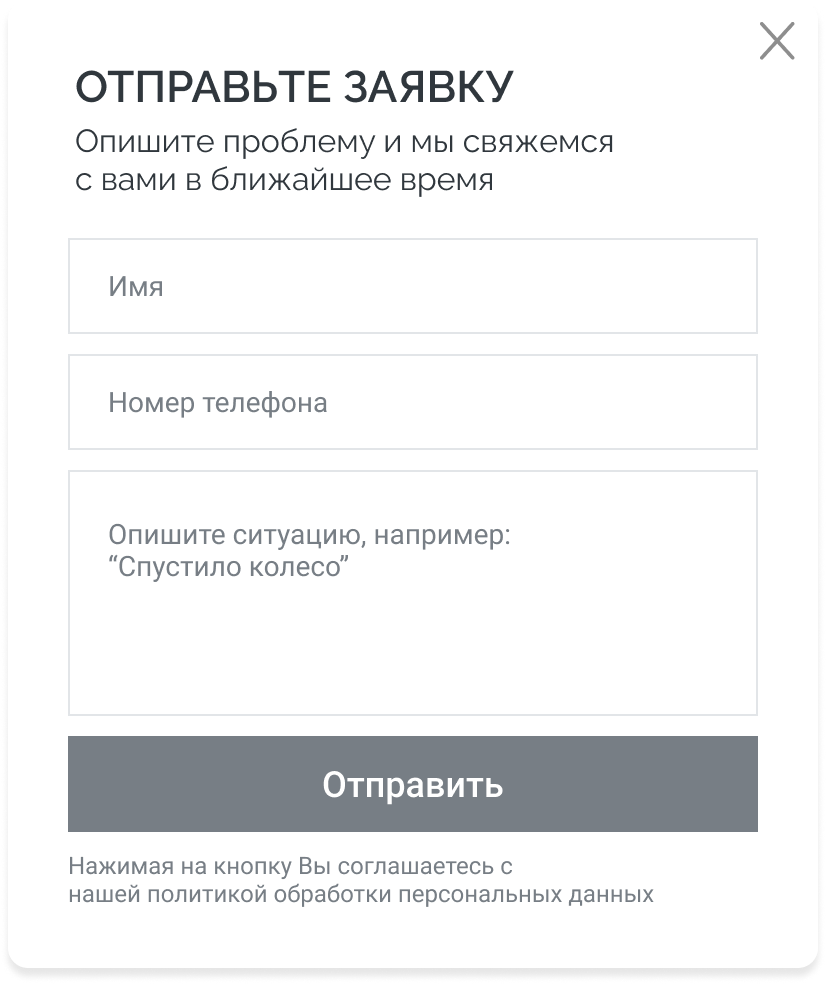 ОТПРАВЬТЕ ЗАЯВКУ
Опишите проблему и мы свяжемся
с вами в ближайшее время
Имя
Номер телефона
Опишите ситуацию, например:
“Спустило колесо”
Отправить
Нажимая на кнопку Вы соглашаетесь с
нашей политикой обработки персональных данных